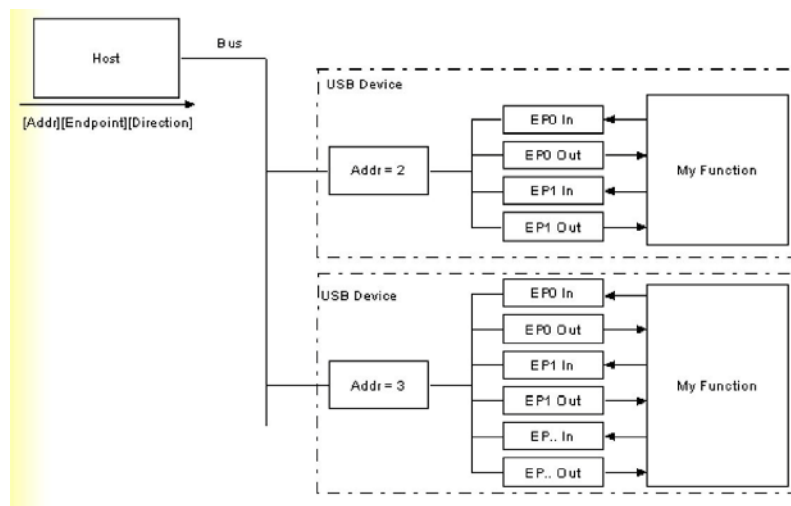 Host
Bus
[Addr][Endpoint][Direction]
USB Device
Addr = 2
EP0 In
EP0 Out
EP1 In
EP1 Out
My Function
USB Device
Addr = 3
EP0 In
EP0 Out
EP1 In
EP1 Out
EP.. In
EP.. Out
My Function